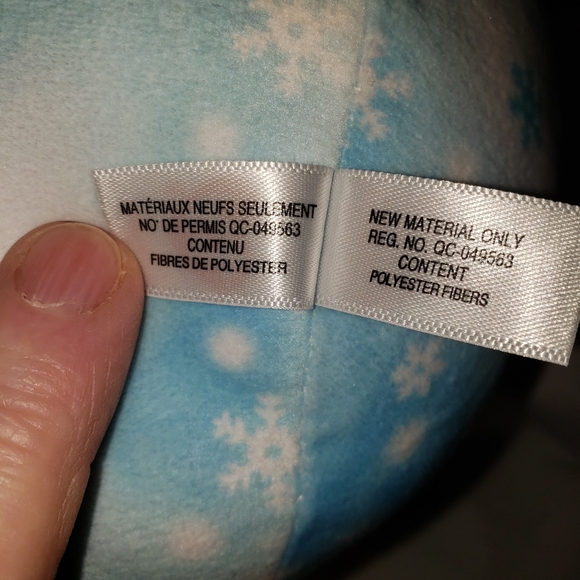 MATÉRIAUX NEUFS SEULEMENT
NO' DE PERMIS QC-049563
CONTENU
FIBRES DE POLYESTER
NEW MATERIAL ONLY
REG. NO. QC-049563
CONTENT
POLYESTER FIBERS